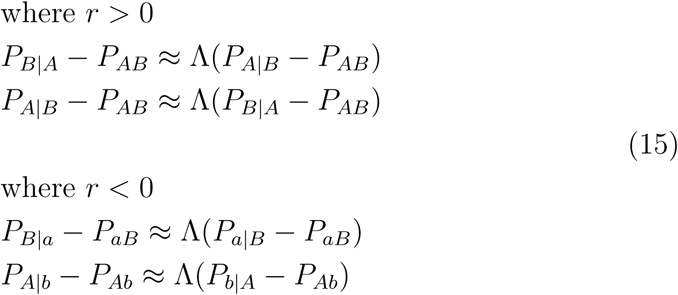 where r > 0
P_{B|A} − P_{AB} ≈ Λ(P_{A|B} − P_{AB})
P_{A|B} − P_{AB} ≈ Λ(P_{B|A} − P_{AB})
(15)
where r < 0
P_{B|a} − P_{aB} ≈ Λ(P_{a|B} − P_{aB})
P_{A|b} − P_{Ab} ≈ Λ(P_{b|A} − P_{Ab})